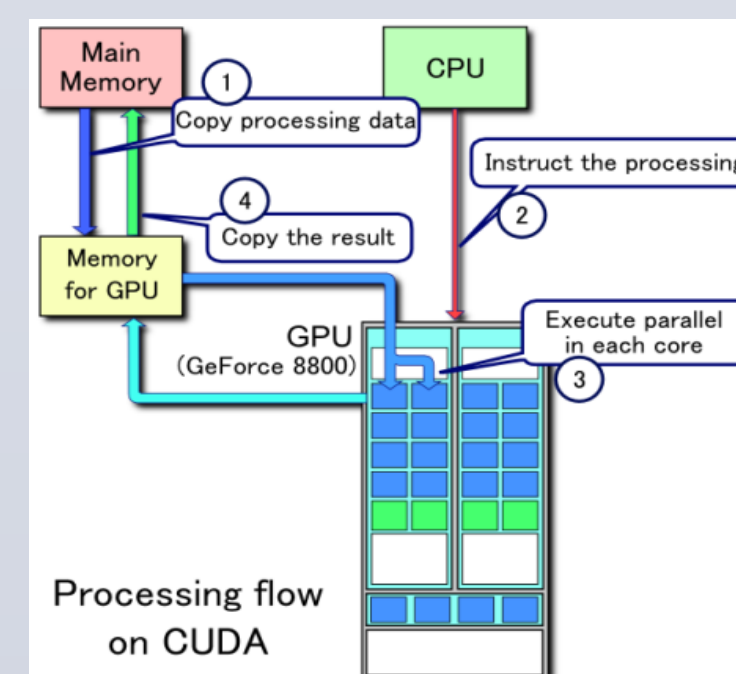 Main
Memory
CPU
1
Copy processing data
Instruct the processing
2
4
Copy the result
Memory
for GPU
GPU
(GeForce 8800)
Execute parallel
in each core
3
Processing flow
on CUDA